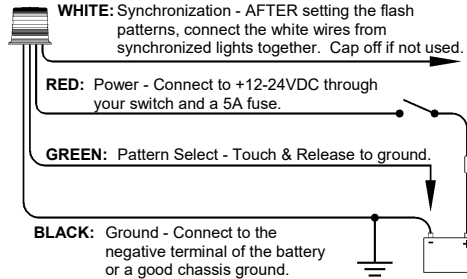 WHITE: Synchronization - AFTER setting the flash
patterns, connect the white wires from
synchronized lights together. Cap off if not used.
RED: Power - Connect to +12-24VDC through
your switch and a 5A fuse.
GREEN: Pattern Select - Touch & Release to ground.
BLACK: Ground - Connect to the
negative terminal of the battery
or a good chassis ground.
- +